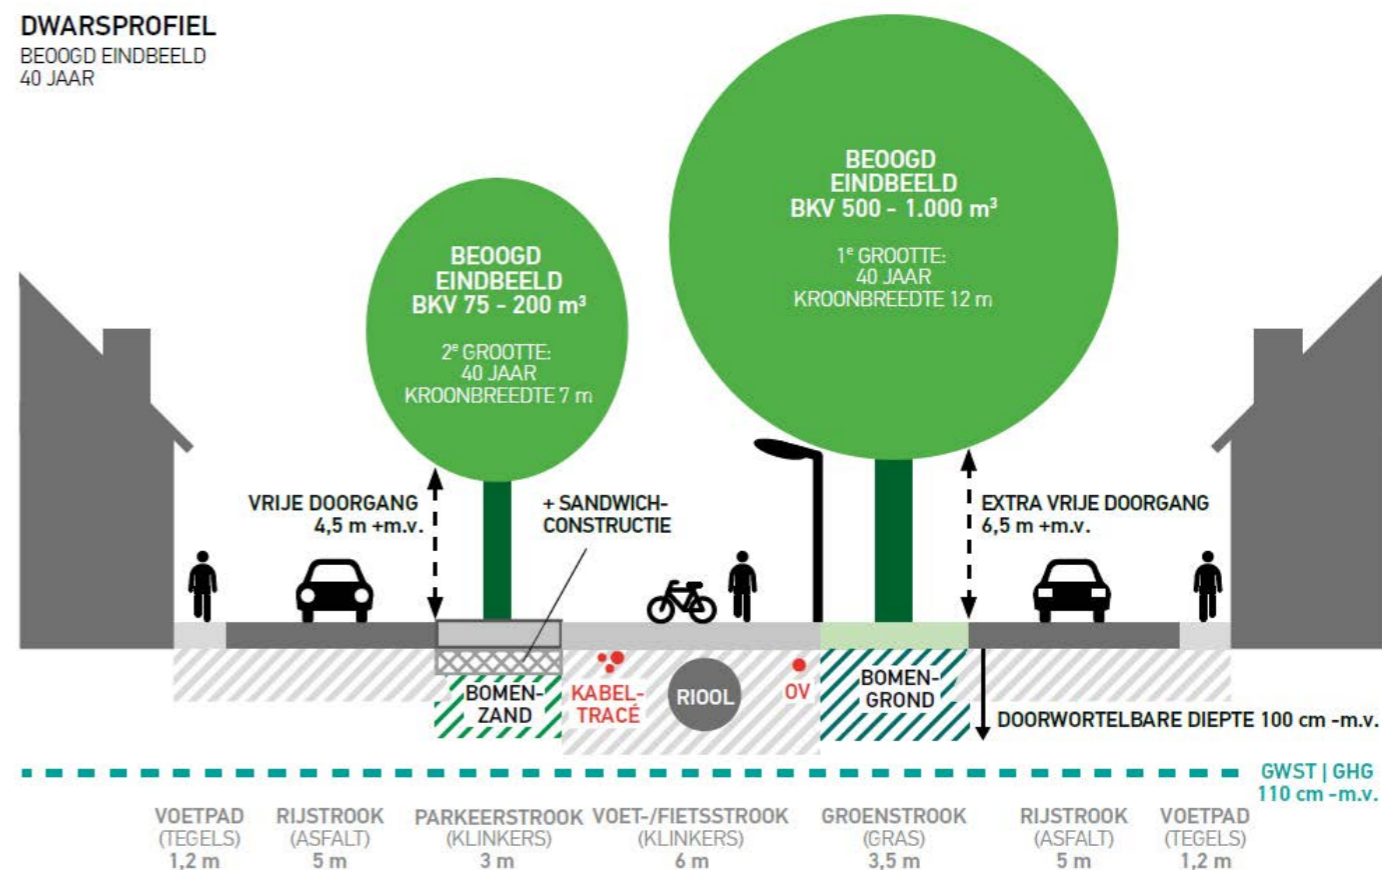 DWARSPROFIEL
BEOOGD EINDBEELD
40 JAAR
BEOOGD
EINDBEELD
BKV 75 - 200 m³
2ᵉ GROOTTE:
40 JAAR
KROONBREEDTE 7 m
BEOOGD
EINDBEELD
BKV 500 - 1.000 m³
1ᵉ GROOTTE:
40 JAAR
KROONBREEDTE 12 m
VRIJE DOORGANG
4,5 m +m.v.
+ SANDWICH-
CONSTRUCTIE
EXTRA VRIJE DOORGANG
6,5 m +m.v.
BOMEN-
ZAND
KABEL-
TRACÉ
RIOOL
OV
BOMEN-
GROND
DOORWORTELBARE DIEPTE 100 cm -m.v.
GWST | GHG
110 cm -m.v.
VOETPAD
(TEGELS)
1,2 m
RIJSTROOK
(ASFALT)
5 m
PARKEERSTROOK
(KLINKERS)
3 m
VOET-/FIETSSTROOK
(KLINKERS)
6 m
GROENSTROOK
(GRAS)
3,5 m
RIJSTROOK
(ASFALT)
5 m
VOETPAD
(TEGELS)
1,2 m